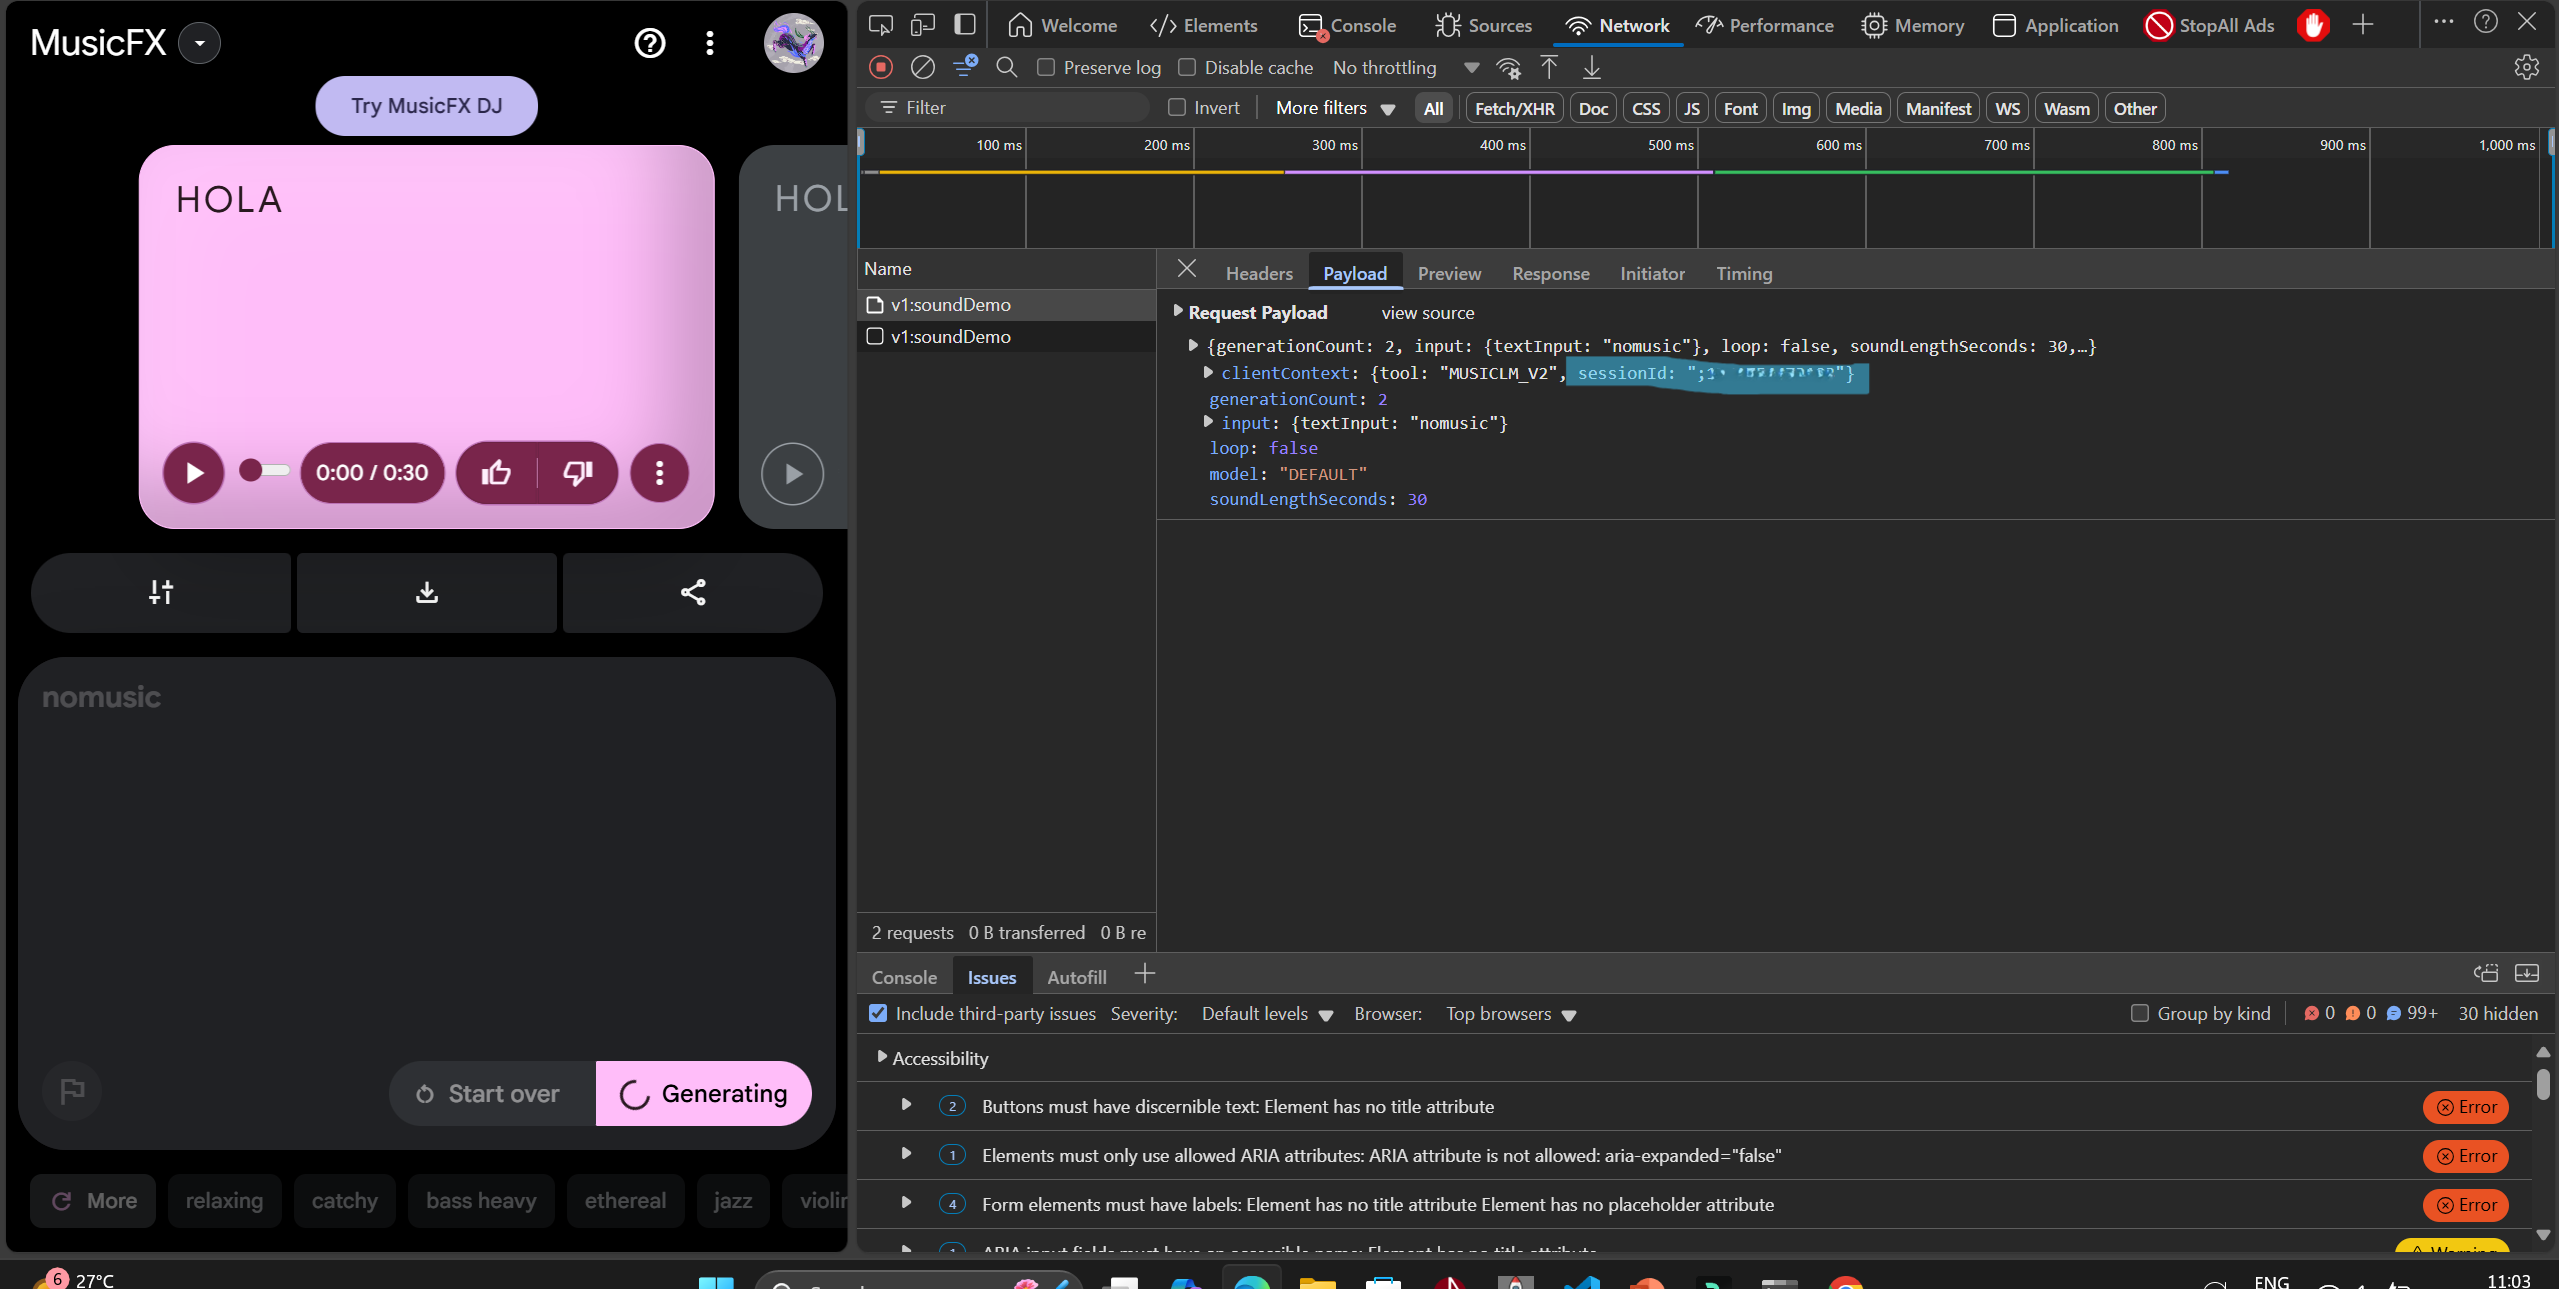 MusicFX
Try MusicFX DJ
HOLA
HOL
0:00 / 0:30
nomusic
Start over
Generating
More
relaxing
catchy
bass heavy
ethereal
jazz
violin
Welcome
Elements
Console
Sources
Network
Performance
Memory
Application
StopAll Ads
Preserve log
Disable cache
No throttling
Filter
Invert
More filters
All
Fetch/XHR
Doc
CSS
JS
Font
Img
Media
Manifest
WS
Wasm
Other
100 ms
200 ms
300 ms
400 ms
500 ms
600 ms
700 ms
800 ms
900 ms
1,000 ms
Name
v1:soundDemo
v1:soundDemo
2 requests 0 B transferred 0 B re
Headers
Payload
Preview
Response
Initiator
Timing
Request Payload view source
{generationCount: 2, input: {textInput: "nomusic"}, loop: false, soundLengthSeconds: 30,…}
clientContext: {tool: "MUSICLM_V2", sessionId: "
generationCount: 2
input: {textInput: "nomusic"}
loop: false
model: "DEFAULT"
soundLengthSeconds: 30
Console
Issues
Autofill
Include third-party issues
Severity:
Default levels
Browser:
Top browsers
Group by kind
0
0
99+
30 hidden
Accessibility
2 Buttons must have discernible text: Element has no title attribute
Error
1 Elements must only use allowed ARIA attributes: ARIA attribute is not allowed: aria-expanded="false"
Error
4 Form elements must have labels: Element has no title attribute Element has no placeholder attribute
Error
1 ARIA input fields must have an accessible name: Element has no title attribute
Warning
6
27°C
ENG
11:03